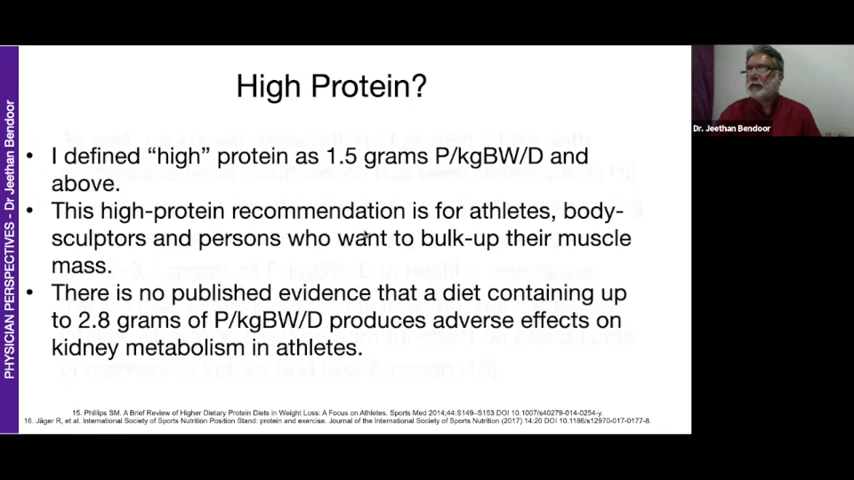 High Protein?
• I defined “high” protein as 1.5 grams P/kgBW/D and
above.
• This high-protein recommendation is for athletes, body-
sculptors and persons who want to bulk-up their muscle
mass.
• There is no published evidence that a diet containing up
to 2.8 grams of P/kgBW/D produces adverse effects on
kidney metabolism in athletes.
15. Phillips SM. A Brief Review of Higher Dietary Protein Diets in Weight Loss: A Focus on Athletes. Sports Med 2014;44:S149–S153 DOI 10.1007/s40279-014-0254-y.
16. Jäger R, et al. International Society of Sports Nutrition Position Stand: protein and exercise. Journal of the International Society of Sports Nutrition (2017) 14:20 DOI 10.1186/s12970-017-0177-8.
PHYSICIAN PERSPECTIVES - Dr Jeethan Bendoor
Dr. Jeethan Bendoor